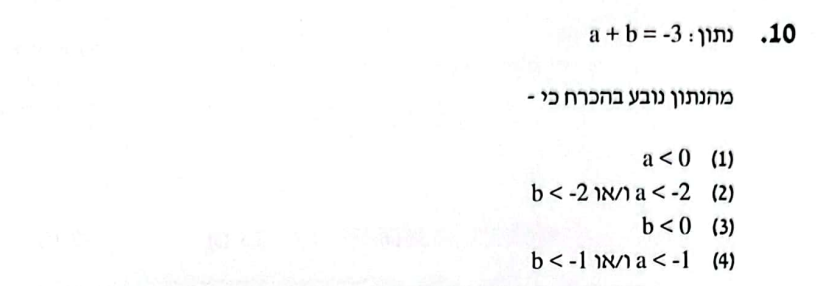 10. נתון: a + b = -3
מהנתון נובע בהכרח כי -
(1) a < 0
(2) a < -2 ו/או b < -2
(3) b < 0
(4) a < -1 ו/או b < -1